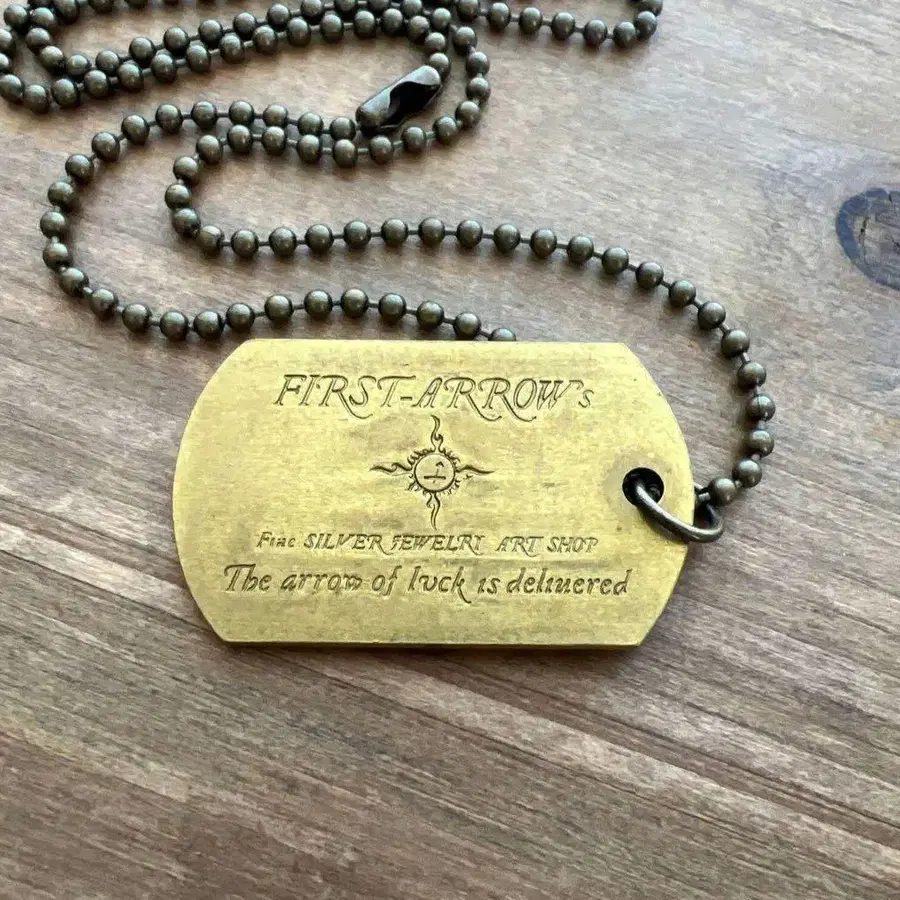 FIRST-ARROW's
Fine SILVER JEWELRY ART SHOP
The arrow of luck is delivered